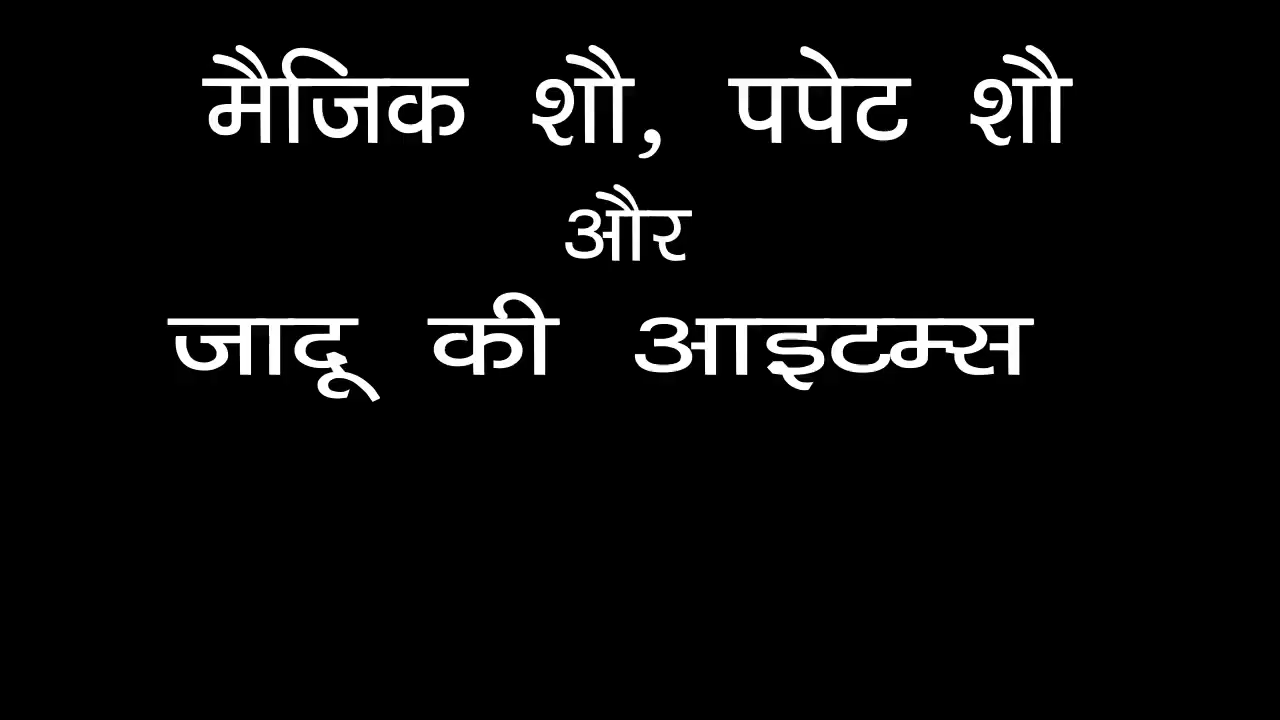 मैजिक शौ, पपेट शौ
और
जादू की आइटम्स